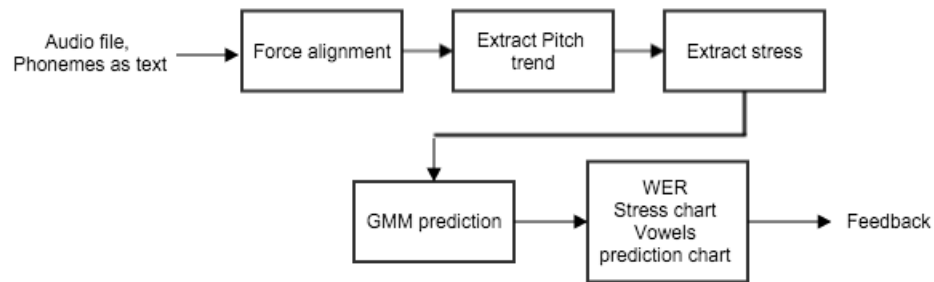 Audio file,
Phonemes as text
Force alignment
Extract Pitch
trend
Extract stress
GMM prediction
WER
Stress chart
Vowels
prediction chart
Feedback